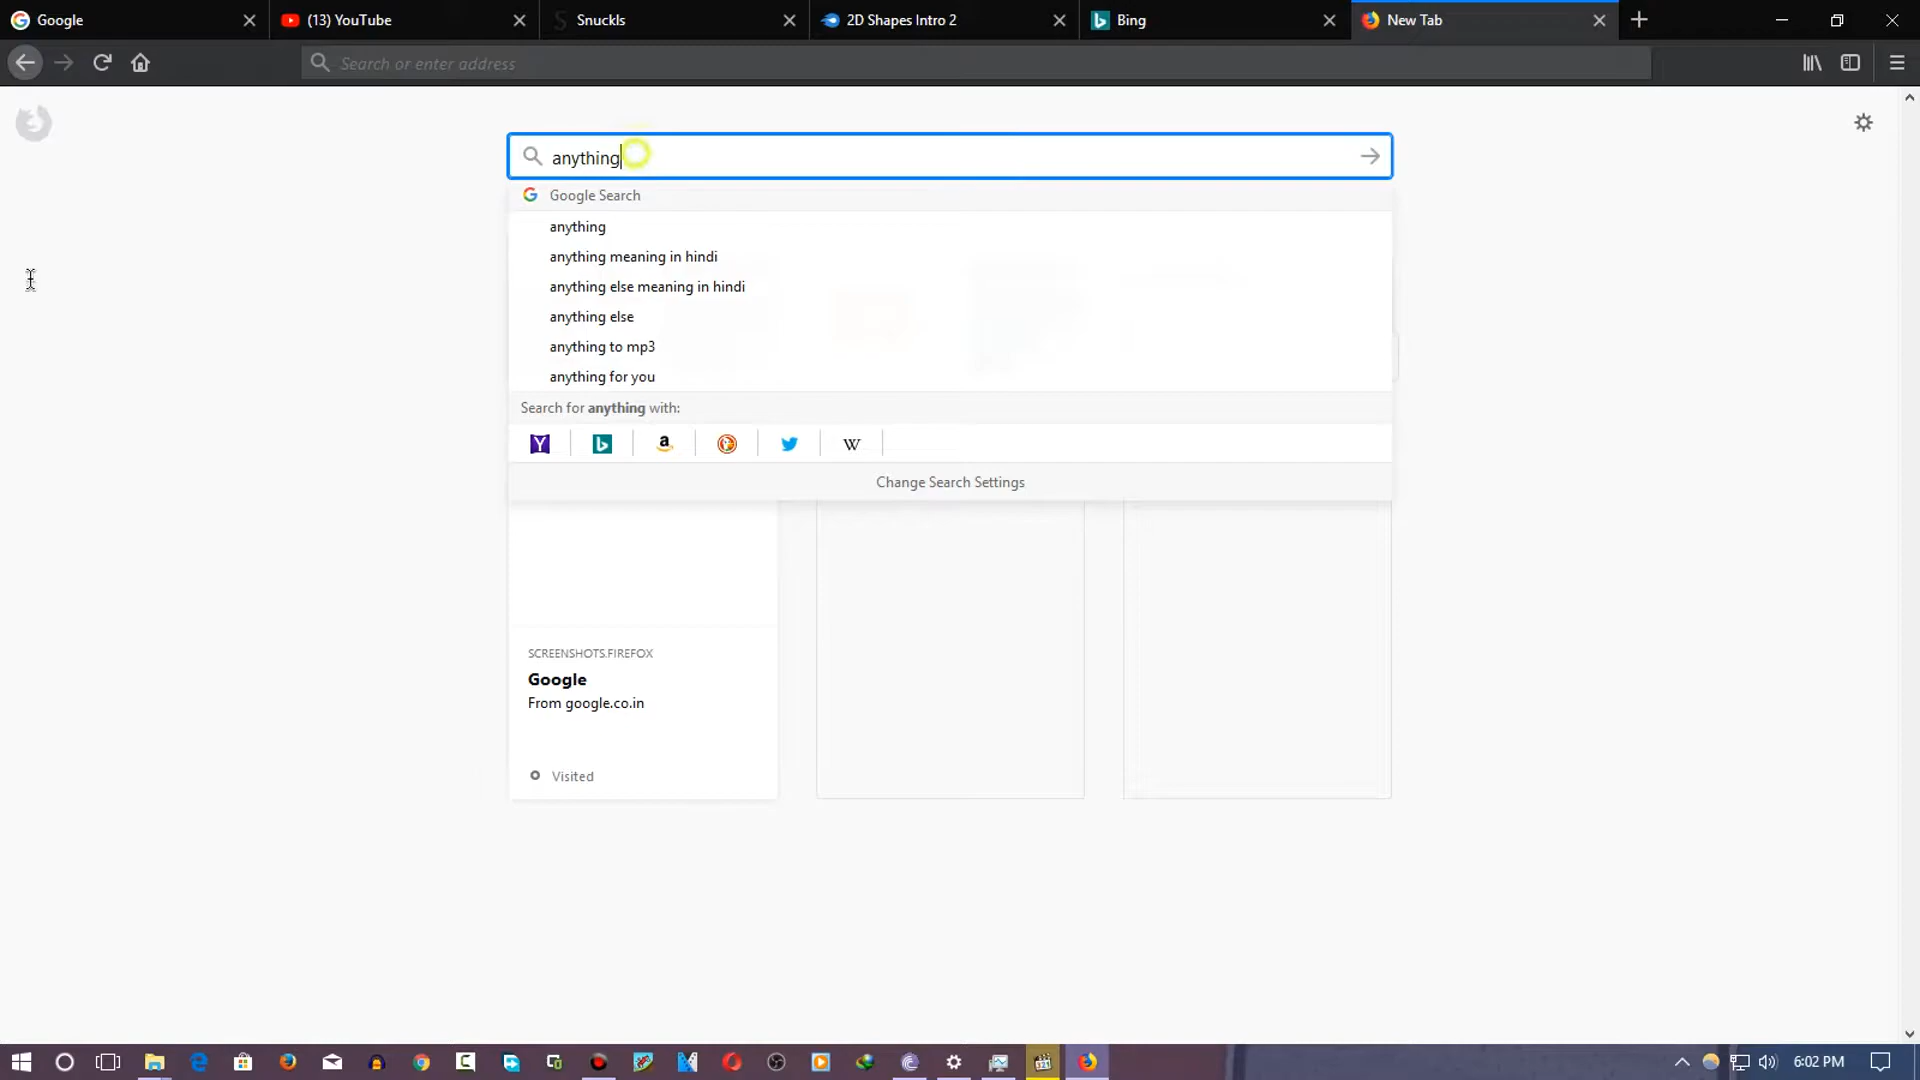 Google
(13) YouTube
Snuckls
2D Shapes Intro 2
Bing
New Tab
Search or enter address
anything
Google Search
anything
anything meaning in hindi
anything else meaning in hindi
anything else
anything to mp3
anything for you
Search for anything with:
Change Search Settings
SCREENSHOTS.FIREFOX
Google
From google.co.in
Visited
6:02 PM